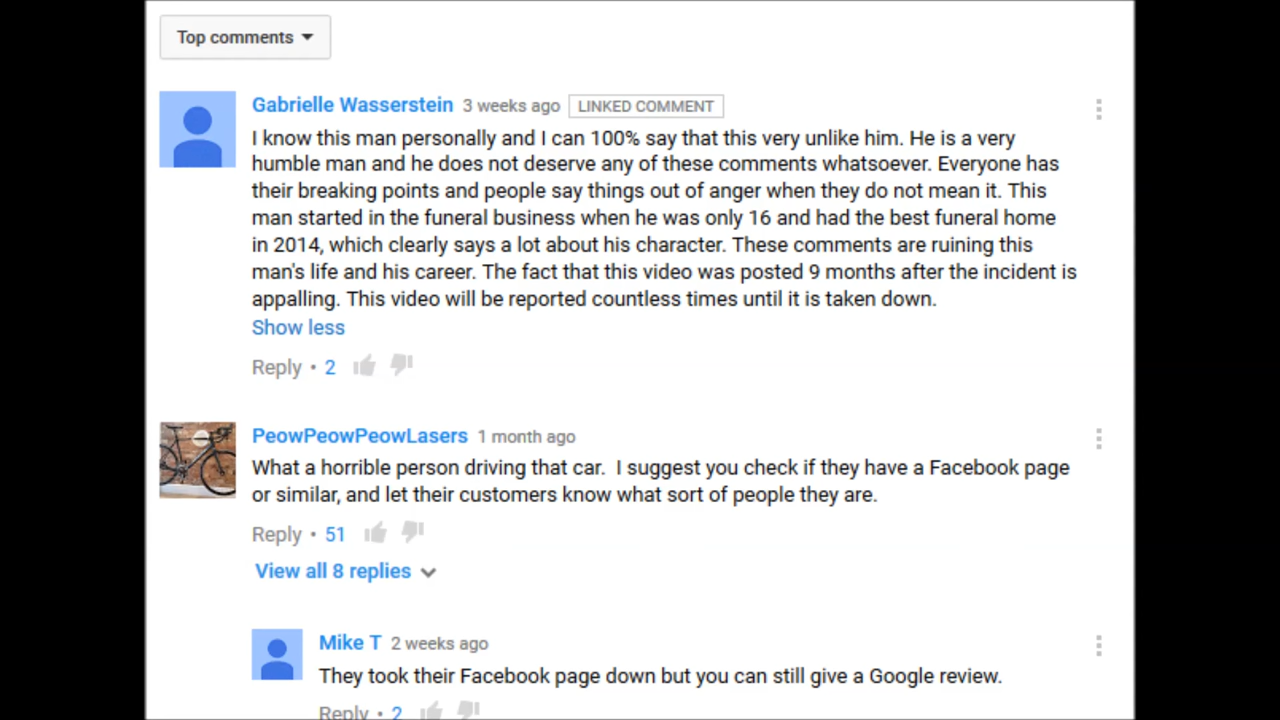 Top comments
Gabrielle Wasserstein 3 weeks ago LINKED COMMENT
I know this man personally and I can 100% say that this very unlike him. He is a very
humble man and he does not deserve any of these comments whatsoever. Everyone has
their breaking points and people say things out of anger when they do not mean it. This
man started in the funeral business when he was only 16 and had the best funeral home
in 2014, which clearly says a lot about his character. These comments are ruining this
man's life and his career. The fact that this video was posted 9 months after the incident is
appalling. This video will be reported countless times until it is taken down.
Show less
Reply • 2
PeowPeowPeowLasers 1 month ago
What a horrible person driving that car. I suggest you check if they have a Facebook page
or similar, and let their customers know what sort of people they are.
Reply • 51
View all 8 replies
Mike T 2 weeks ago
They took their Facebook page down but you can still give a Google review.
Reply • 2